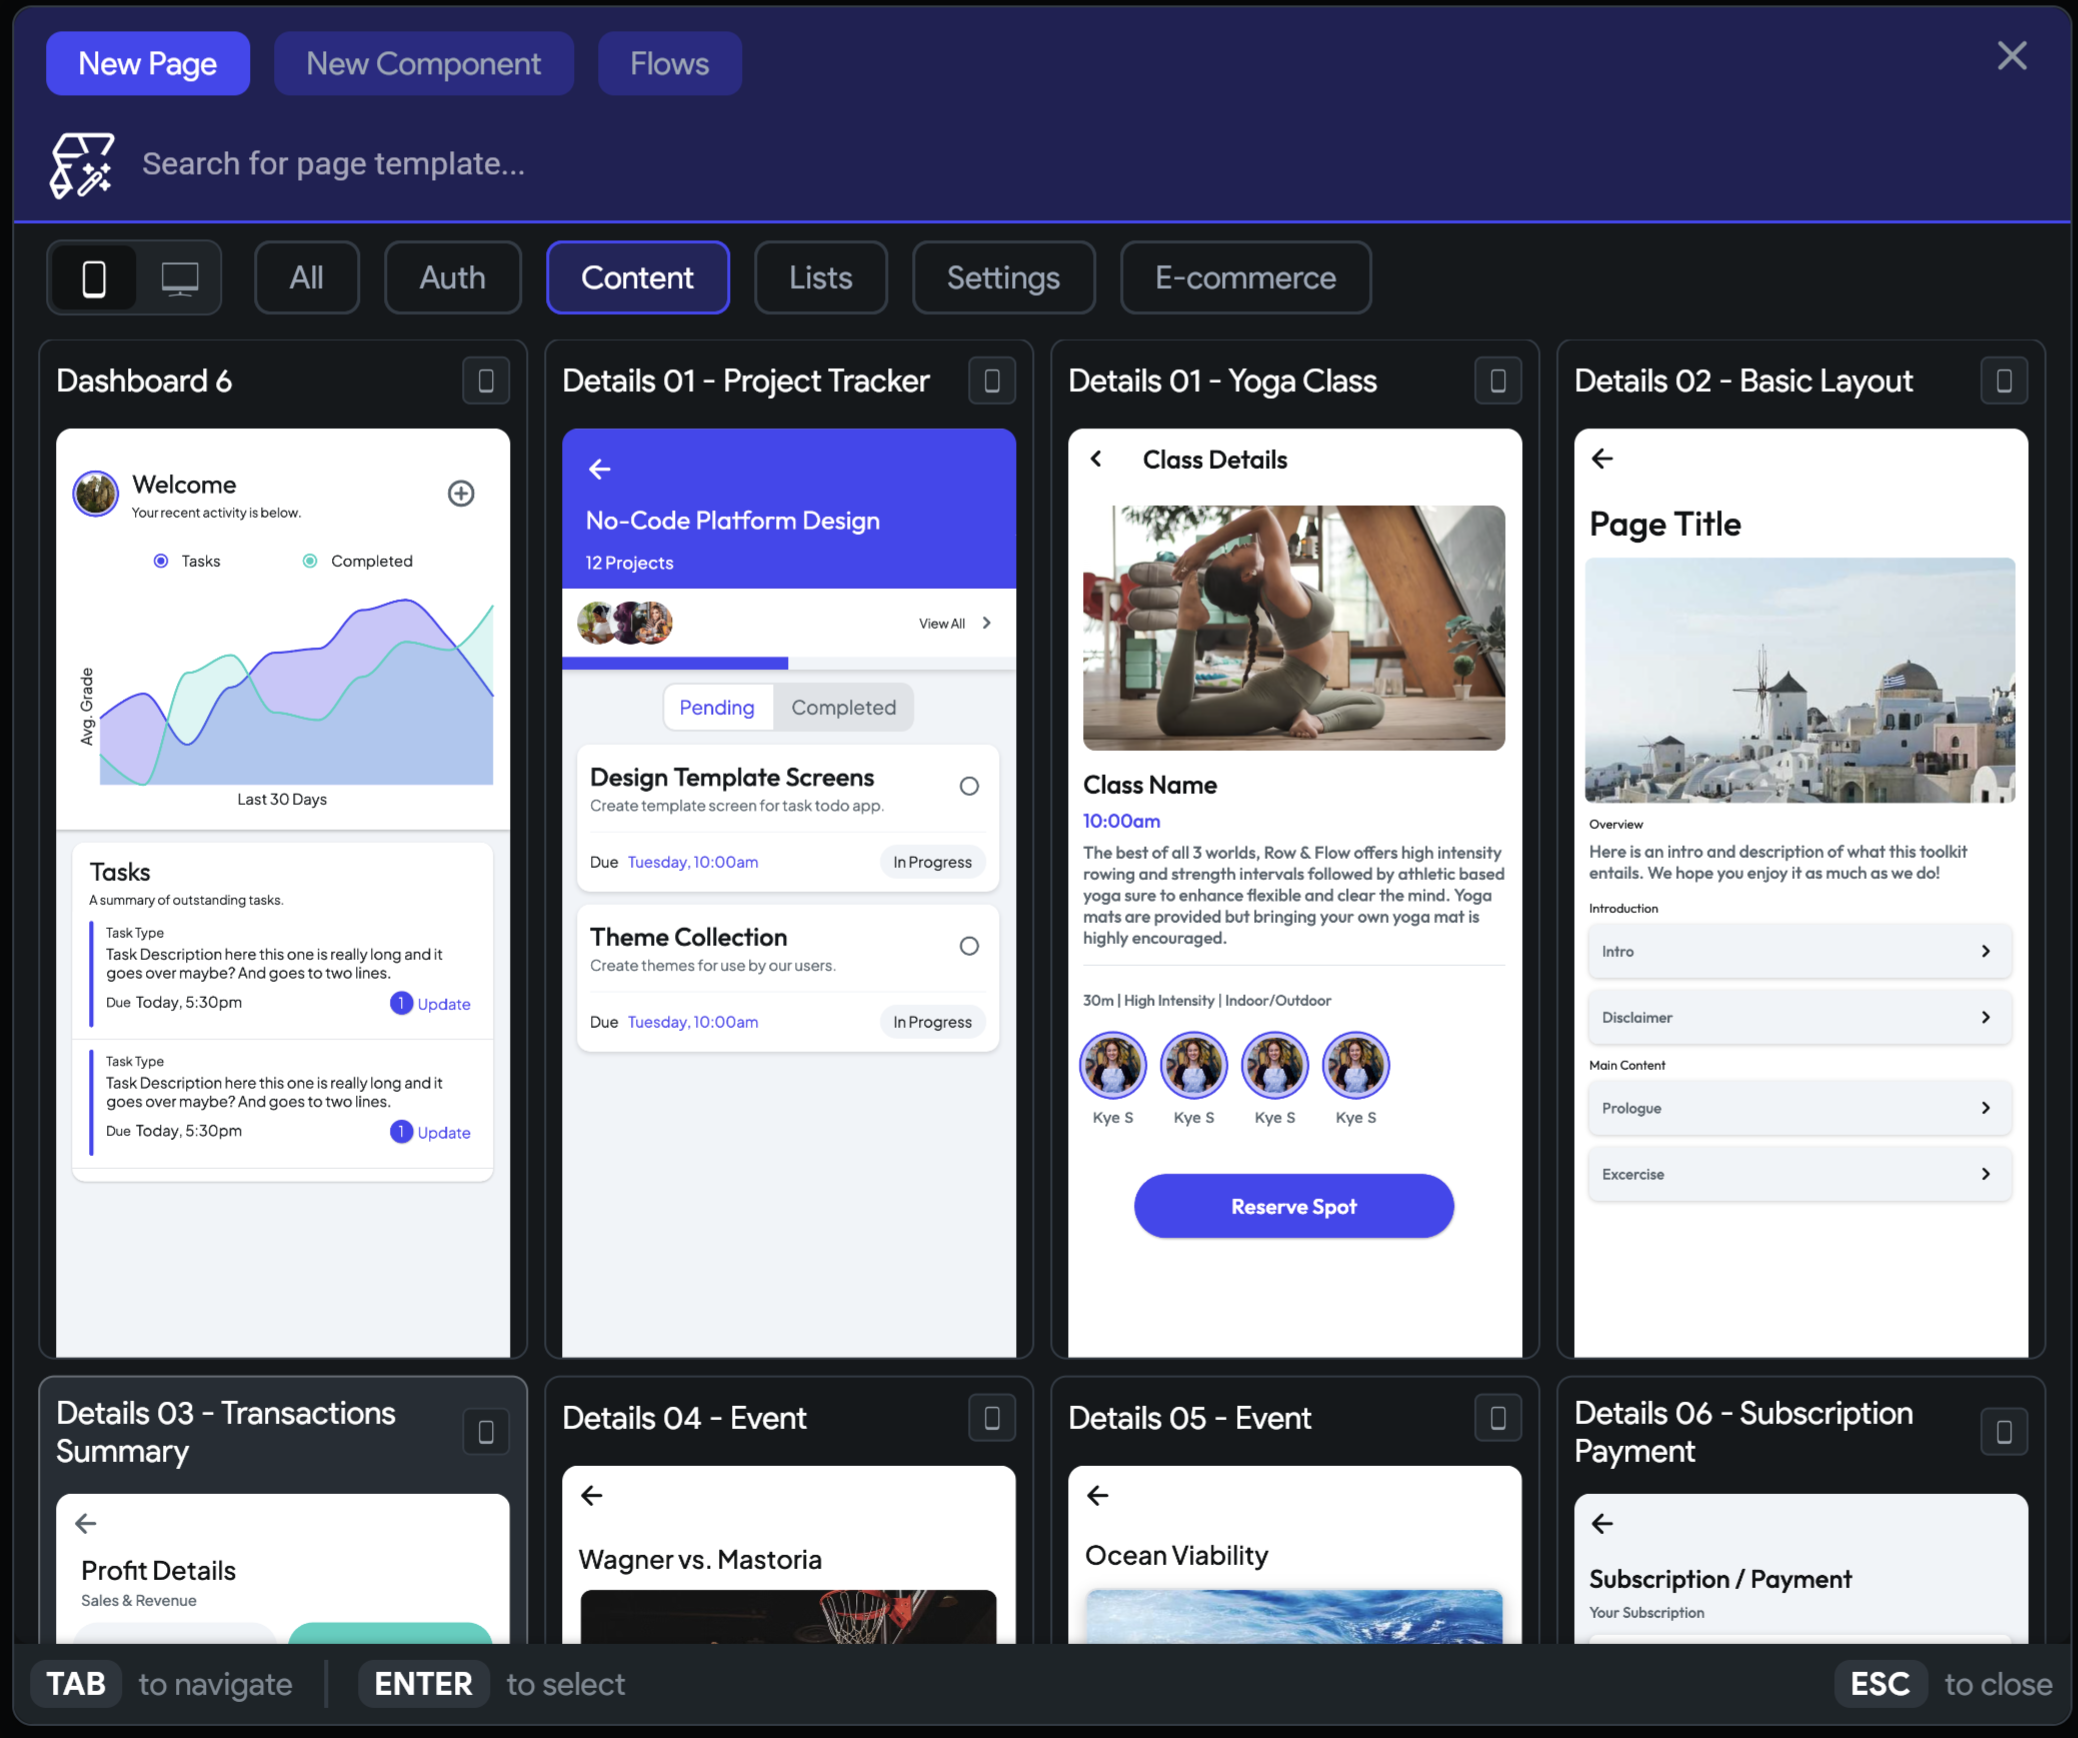 New Page
New Component
Flows
Search for page template...
All
Auth
Content
Lists
Settings
E-commerce
Dashboard 6
Welcome
Your recent activity is below.
Tasks
Completed
Avg. Grade
Last 30 Days
Tasks
A summary of outstanding tasks.
Task Type
Task Description here this one is really long and it
goes over maybe? And goes to two lines.
Due Today, 5:30pm
1 Update
Task Type
Task Description here this one is really long and it
goes over maybe? And goes to two lines.
Due Today, 5:30pm
1 Update
Details 01 - Project Tracker
No-Code Platform Design
12 Projects
View All
Pending
Completed
Design Template Screens
Create template screen for task todo app.
Due Tuesday, 10:00am
In Progress
Theme Collection
Create themes for use by our users.
Due Tuesday, 10:00am
In Progress
Details 01 - Yoga Class
Class Details
Class Name
10:00am
The best of all 3 worlds, Row & Flow offers high intensity
rowing and strength intervals followed by athletic based
yoga sure to enhance flexible and clear the mind. Yoga
mats are provided but bringing your own yoga mat is
highly encouraged.
30m | High Intensity | Indoor/Outdoor
Kye S
Kye S
Kye S
Kye S
Reserve Spot
Details 02 - Basic Layout
Page Title
Overview
Here is an intro and description of what this toolkit
entails. We hope you enjoy it as much as we do!
Introduction
Intro
Disclaimer
Main Content
Prologue
Excercise
Details 03 - Transactions
Summary
Profit Details
Sales & Revenue
Details 04 - Event
Wagner vs. Mastoria
Details 05 - Event
Ocean Viability
Details 06 - Subscription
Payment
Subscription / Payment
Your Subscription
TAB to navigate
ENTER to select
ESC to close